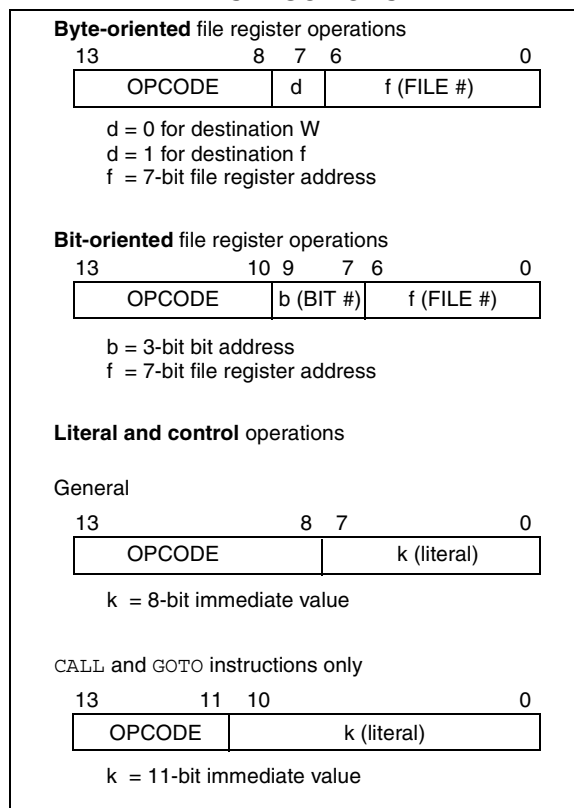 Byte-oriented file register operations
13 8 7 6 0
OPCODE d f (FILE #)
d = 0 for destination W
d = 1 for destination f
f = 7-bit file register address
Bit-oriented file register operations
13 10 9 7 6 0
OPCODE b (BIT #) f (FILE #)
b = 3-bit bit address
f = 7-bit file register address
Literal and control operations
General
13 8 7 0
OPCODE k (literal)
k = 8-bit immediate value
CALL and GOTO instructions only
13 11 10 0
OPCODE k (literal)
k = 11-bit immediate value